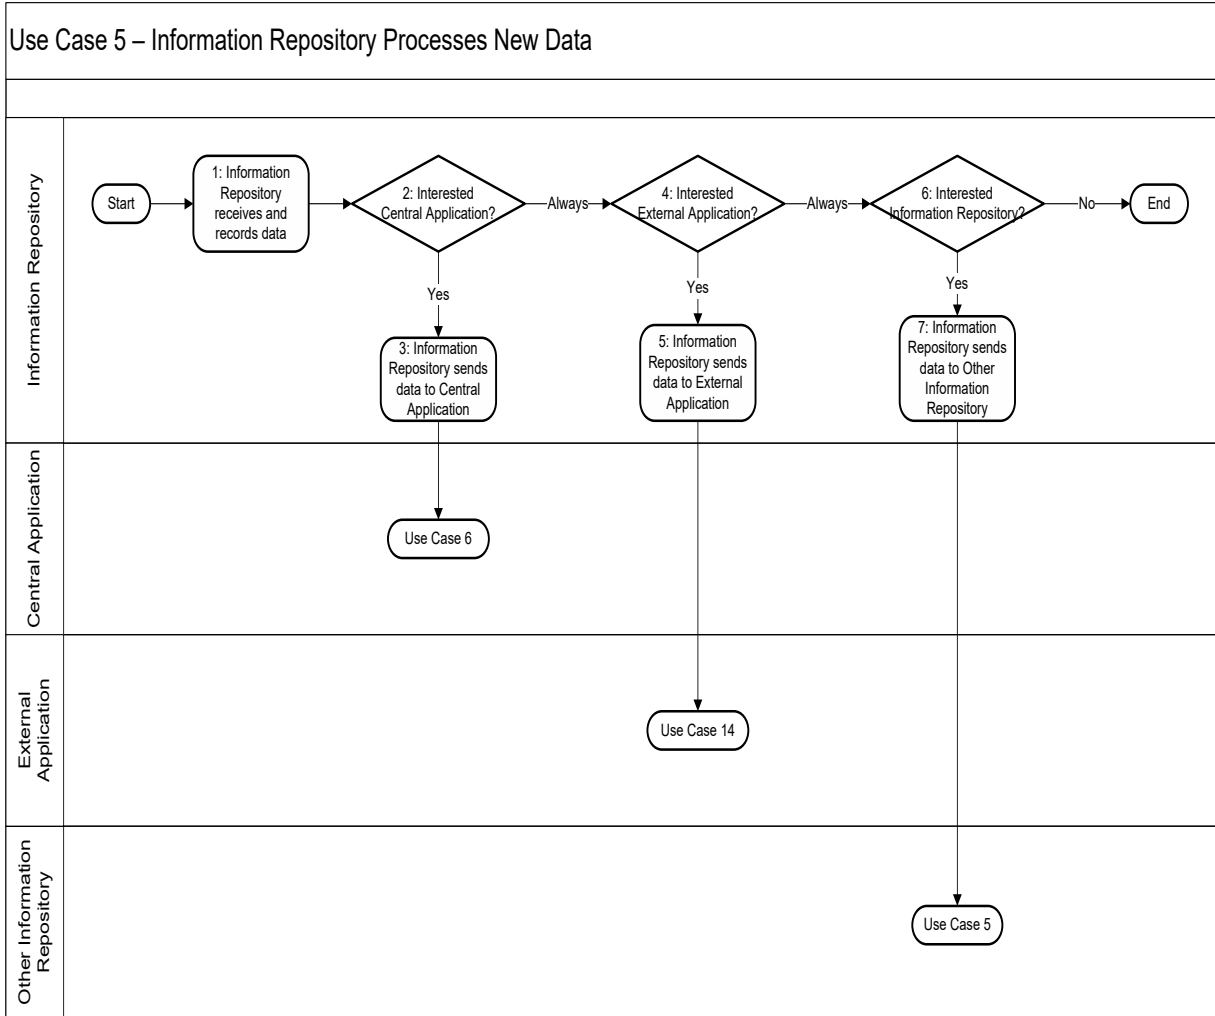 Use Case 5 – Information Repository Processes New Data
Information Repository
Start
1: Information
Repository
receives and
records data
2: Interested
Central Application?
Always
4: Interested
External Application?
Always
6: Interested
Information Repository?
No
End
Yes
Yes
Yes
3: Information
Repository sends
data to Central
Application
5: Information
Repository sends
data to External
Application
7: Information
Repository sends
data to Other
Information
Repository
Central Application
Use Case 6
External
Application
Use Case 14
Other Information
Repository
Use Case 5